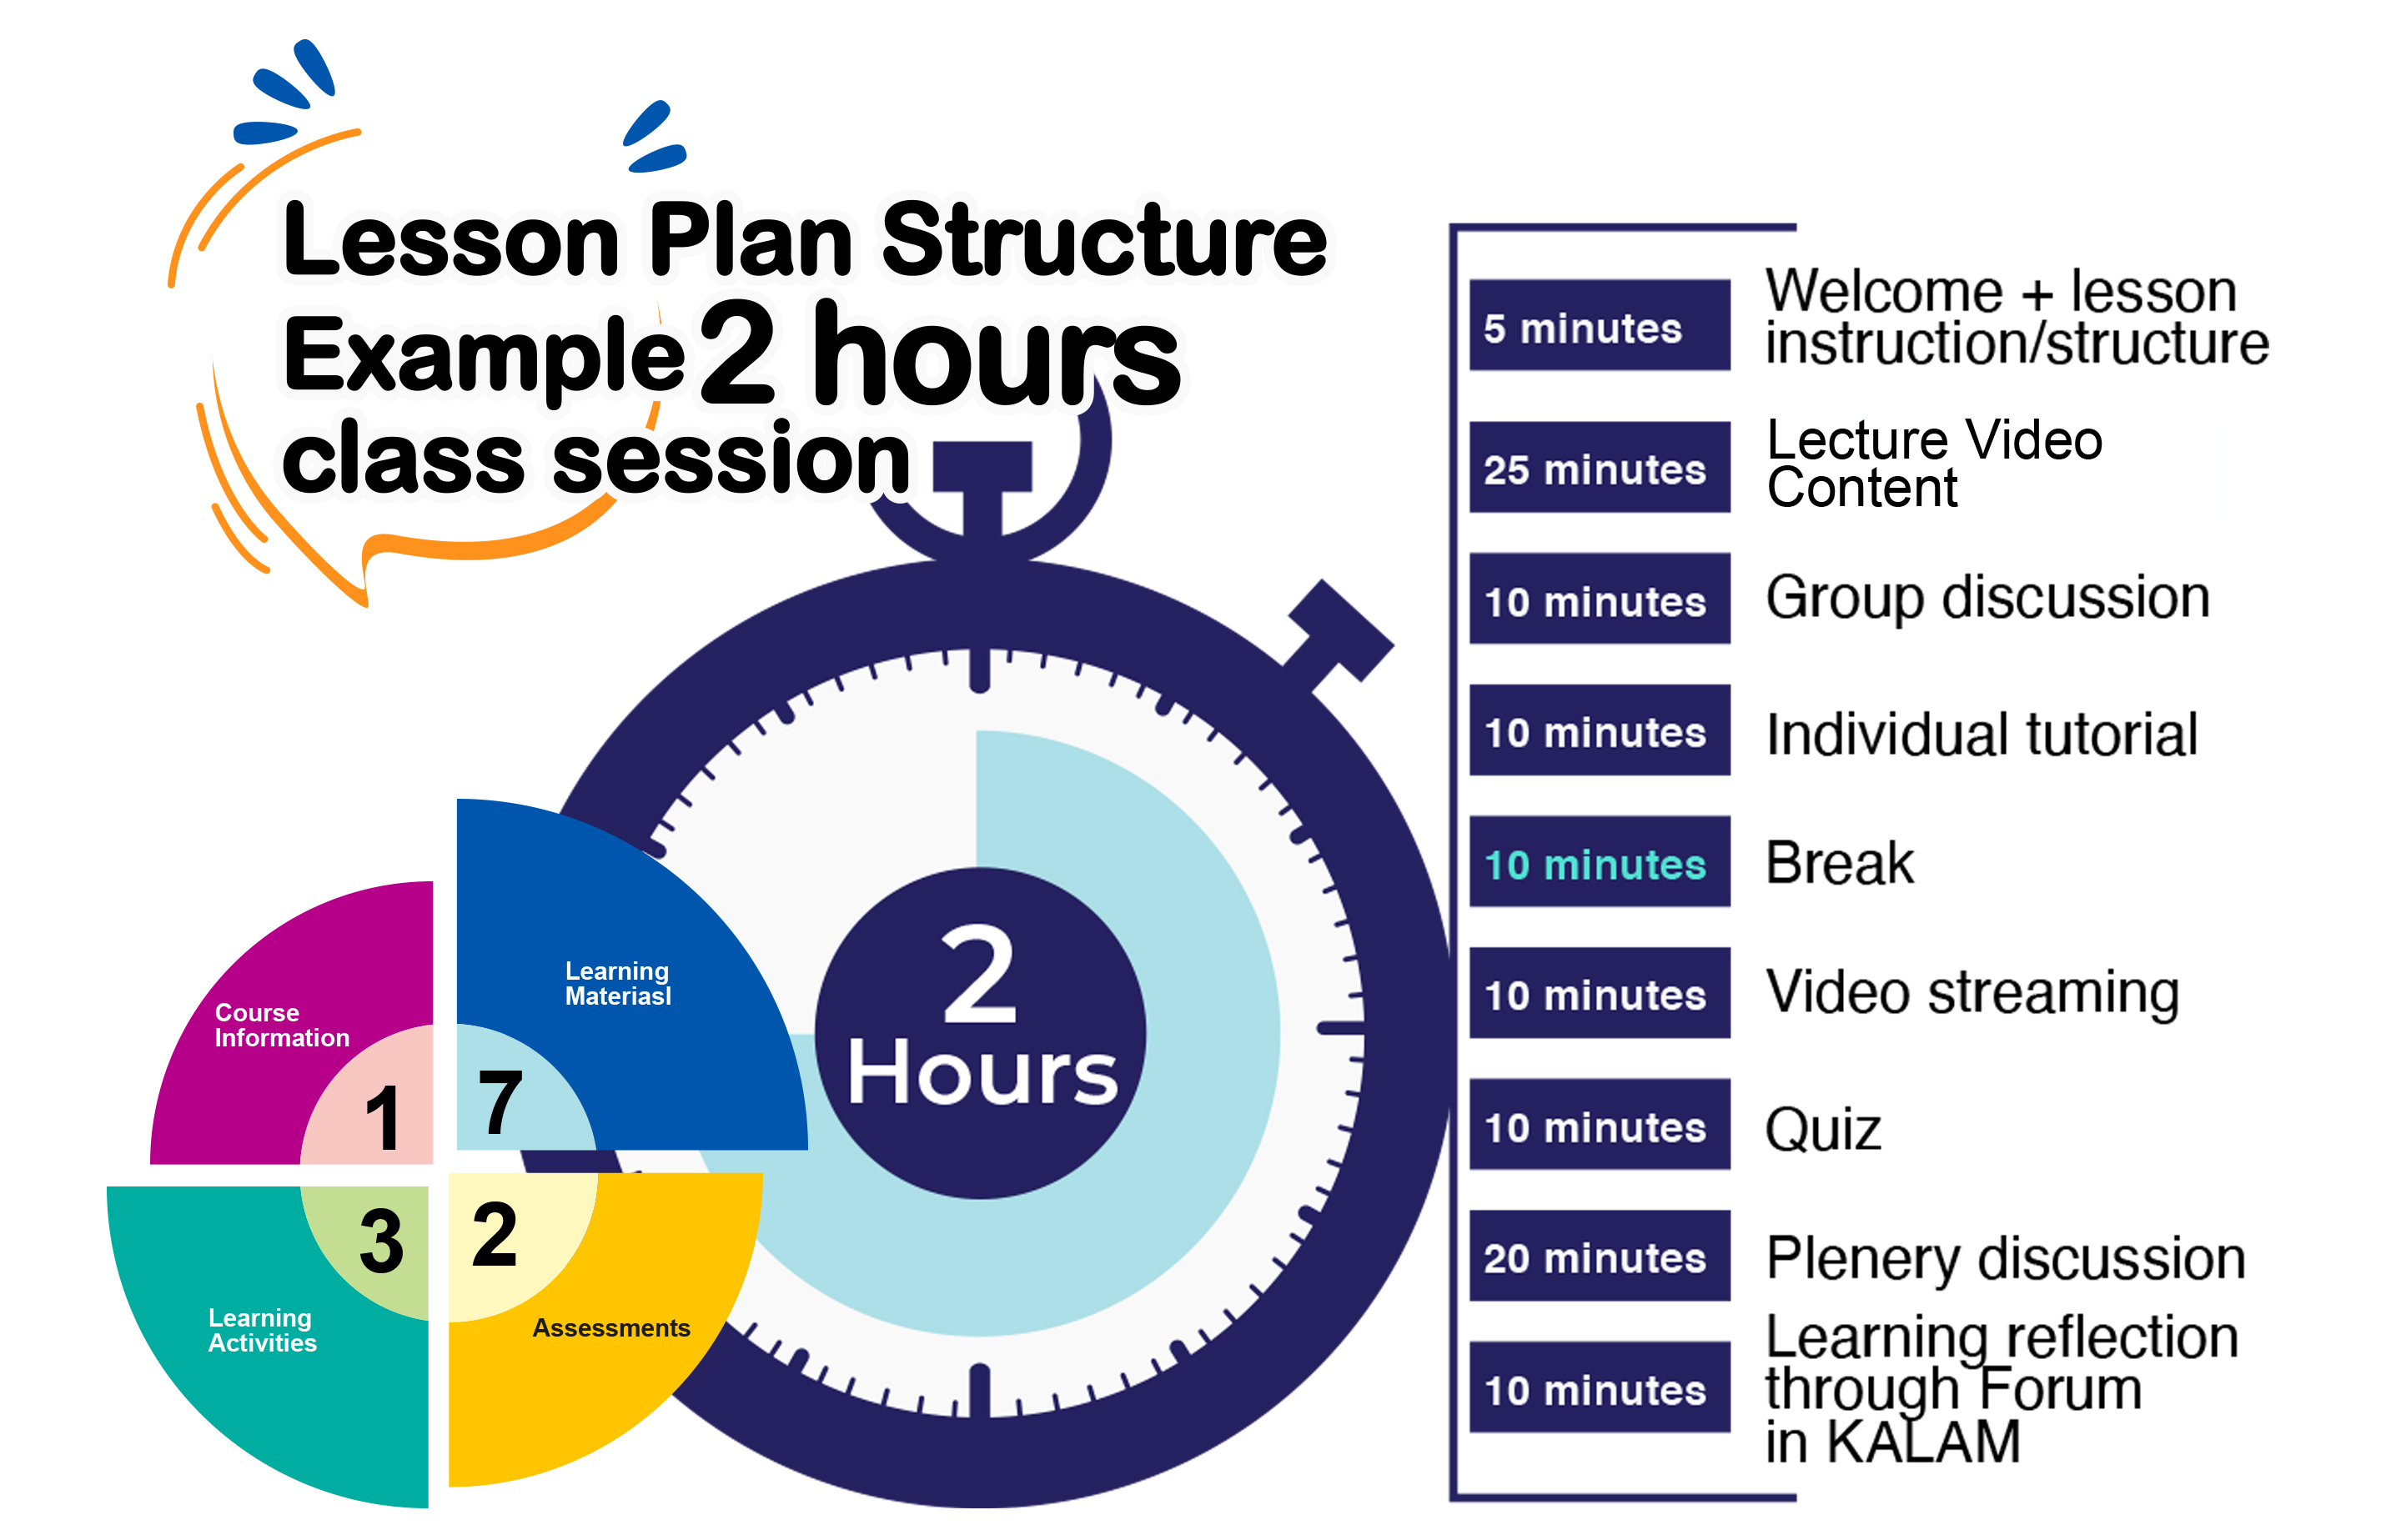 Lesson Plan Structure
Example 2 hours
class session
5 minutes
Welcome + lesson
instruction/structure
25 minutes
Lecture Video
Content
10 minutes
Group discussion
10 minutes
Individual tutorial
10 minutes
Break
10 minutes
Video streaming
10 minutes
Quiz
20 minutes
Plenery discussion
10 minutes
Learning reflection
through Forum
in KALAM
2
Hours
Course
Information
1
Learning
Materiasl
7
Learning
Activities
3
Assessments
2